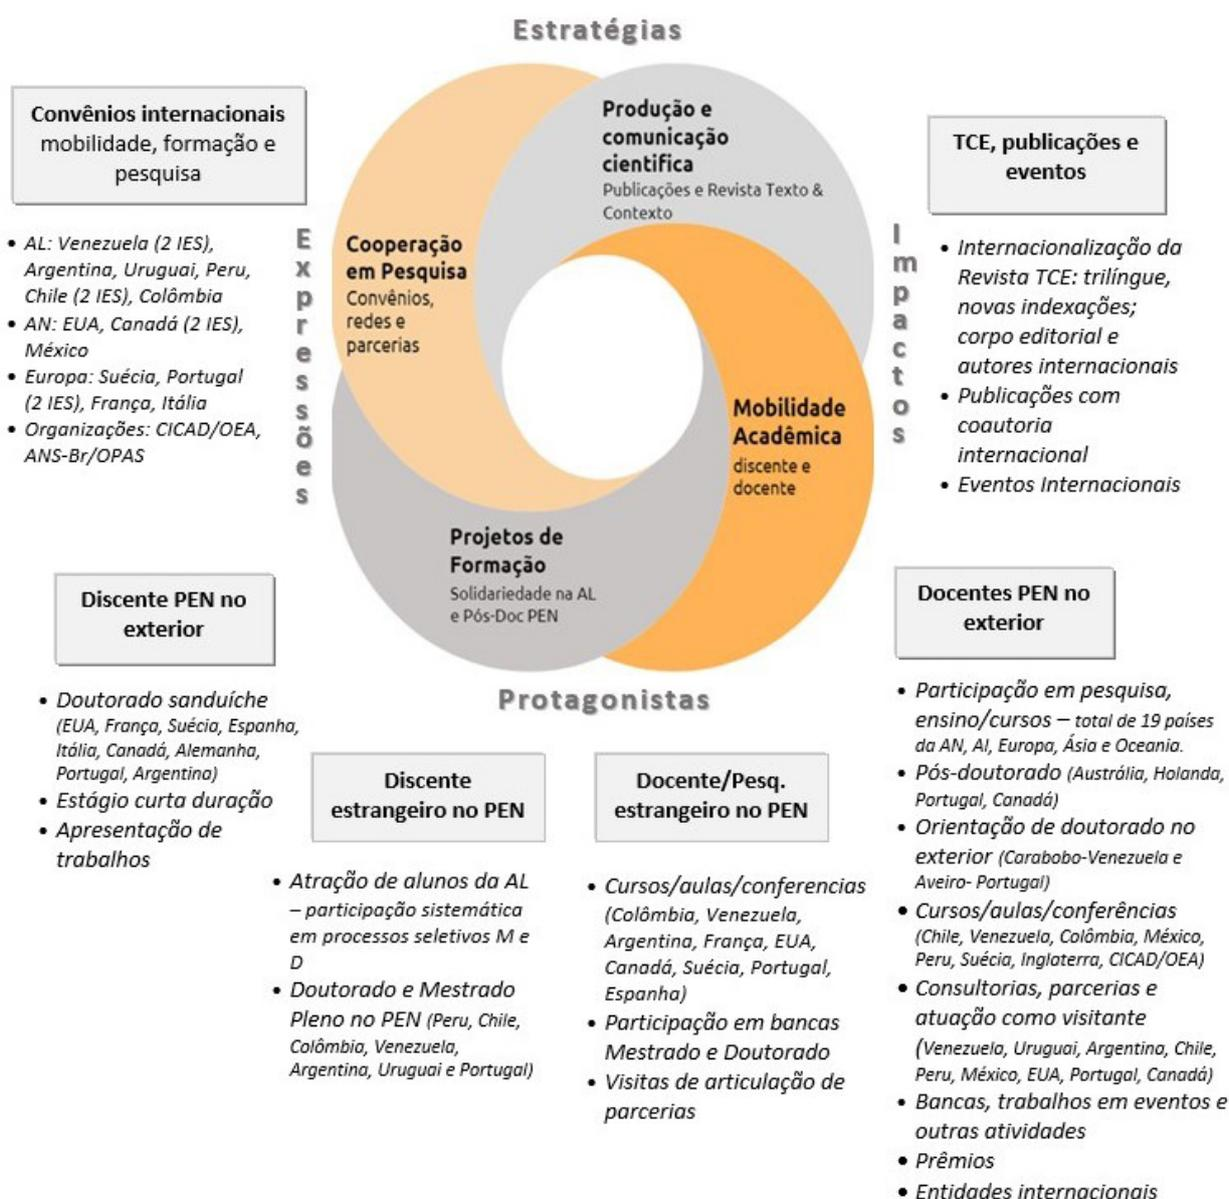 Estratégias
Convênios internacionais
mobilidade, formação e
pesquisa
• AL: Venezuela (2 IES),
Argentina, Uruguai, Peru,
Chile (2 IES), Colômbia
• AN: EUA, Canadá (2 IES),
México
• Europa: Suécia, Portugal
(2 IES), França, Itália
• Organizações: CICAD/OEA,
ANS-Br/OPAS
Expressões
Cooperação
em Pesquisa
Convênios,
redes e
parcerias
Produção e
comunicação
cientifica
Publicações e Revista Texto &
Contexto
Mobilidade
Acadêmica
discente e
docente
Projetos de
Formação
Solidariedade na AL
e Pós-Doc PEN
Impactos
TCE, publicações e
eventos
• Internacionalização da
Revista TCE: trilíngue,
novas indexações;
corpo editorial e
autores internacionais
• Publicações com
coautoria
internacional
• Eventos Internacionais
Protagonistas
Discente PEN no
exterior
• Doutorado sanduíche
(EUA, França, Suécia, Espanha,
Itália, Canadá, Alemanha,
Portugal, Argentina)
• Estágio curta duração
• Apresentação de
trabalhos
Discente
estrangeiro no PEN
• Atração de alunos da AL
– participação sistemática
em processos seletivos M e
D
• Doutorado e Mestrado
Pleno no PEN (Peru, Chile,
Colômbia, Venezuela,
Argentina, Uruguai e Portugal)
Docente/Pesq.
estrangeiro no PEN
• Cursos/aulas/conferencias
(Colômbia, Venezuela,
Argentina, França, EUA,
Canadá, Suécia, Portugal,
Espanha)
• Participação em bancas
Mestrado e Doutorado
• Visitas de articulação de
parcerias
Docentes PEN no
exterior
• Participação em pesquisa,
ensino/cursos – total de 19 países
da AN, Al, Europa, Ásia e Oceania.
• Pós-doutorado (Austrália, Holanda,
Portugal, Canadá)
• Orientação de doutorado no
exterior (Carabobo-Venezuela e
Aveiro- Portugal)
• Cursos/aulas/conferências
(Chile, Venezuela, Colômbia, México,
Peru, Suécia, Inglaterra, CICAD/OEA)
• Consultorias, parcerias e
atuação como visitante
(Venezuela, Uruguai, Argentina, Chile,
Peru, México, EUA, Portugal, Canadá)
• Bancas, trabalhos em eventos e
outras atividades
• Prêmios
• Entidades internacionais